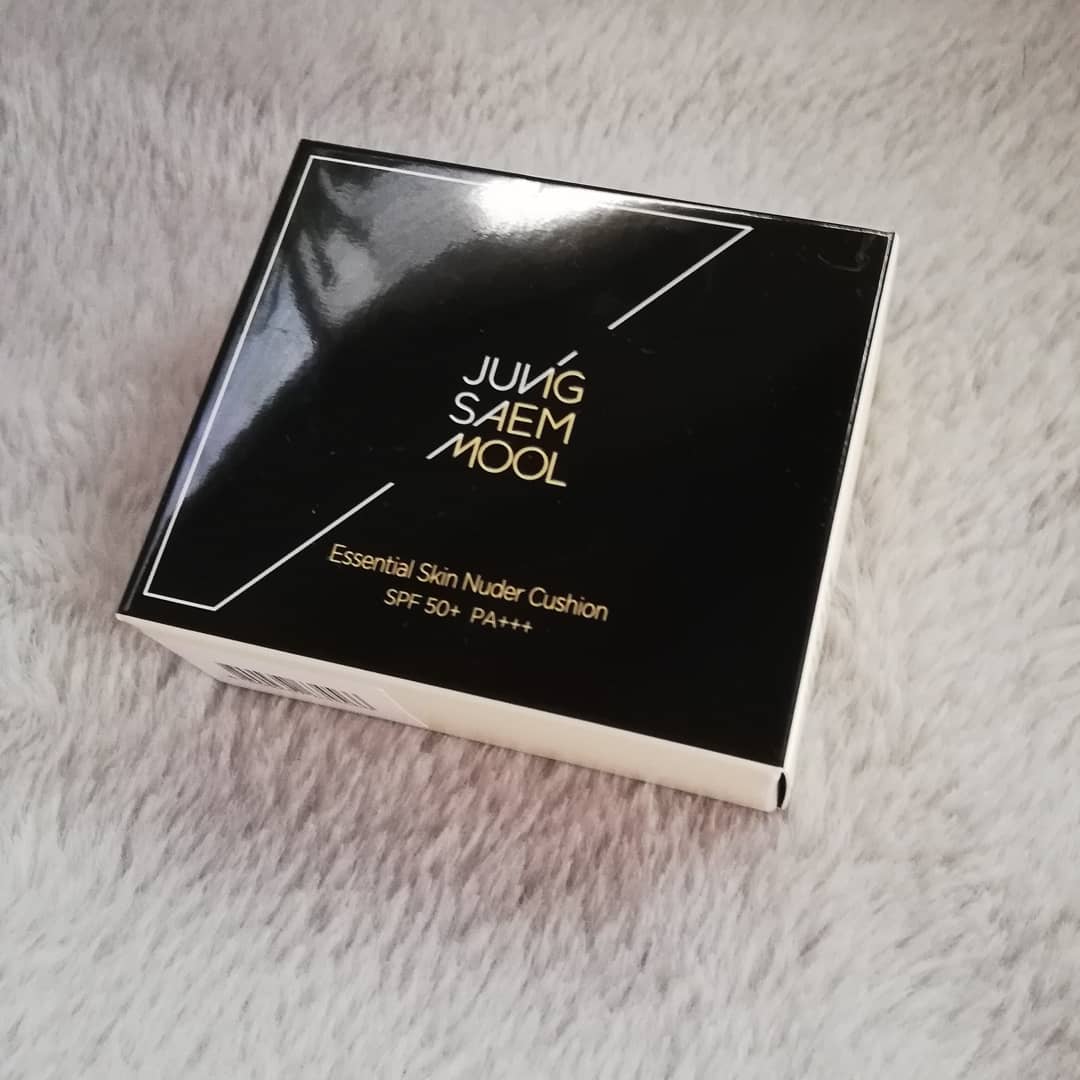 JUNG
SAEM
MOOL
Essential Skin Nuder Cushion
SPF 50+ PA+++